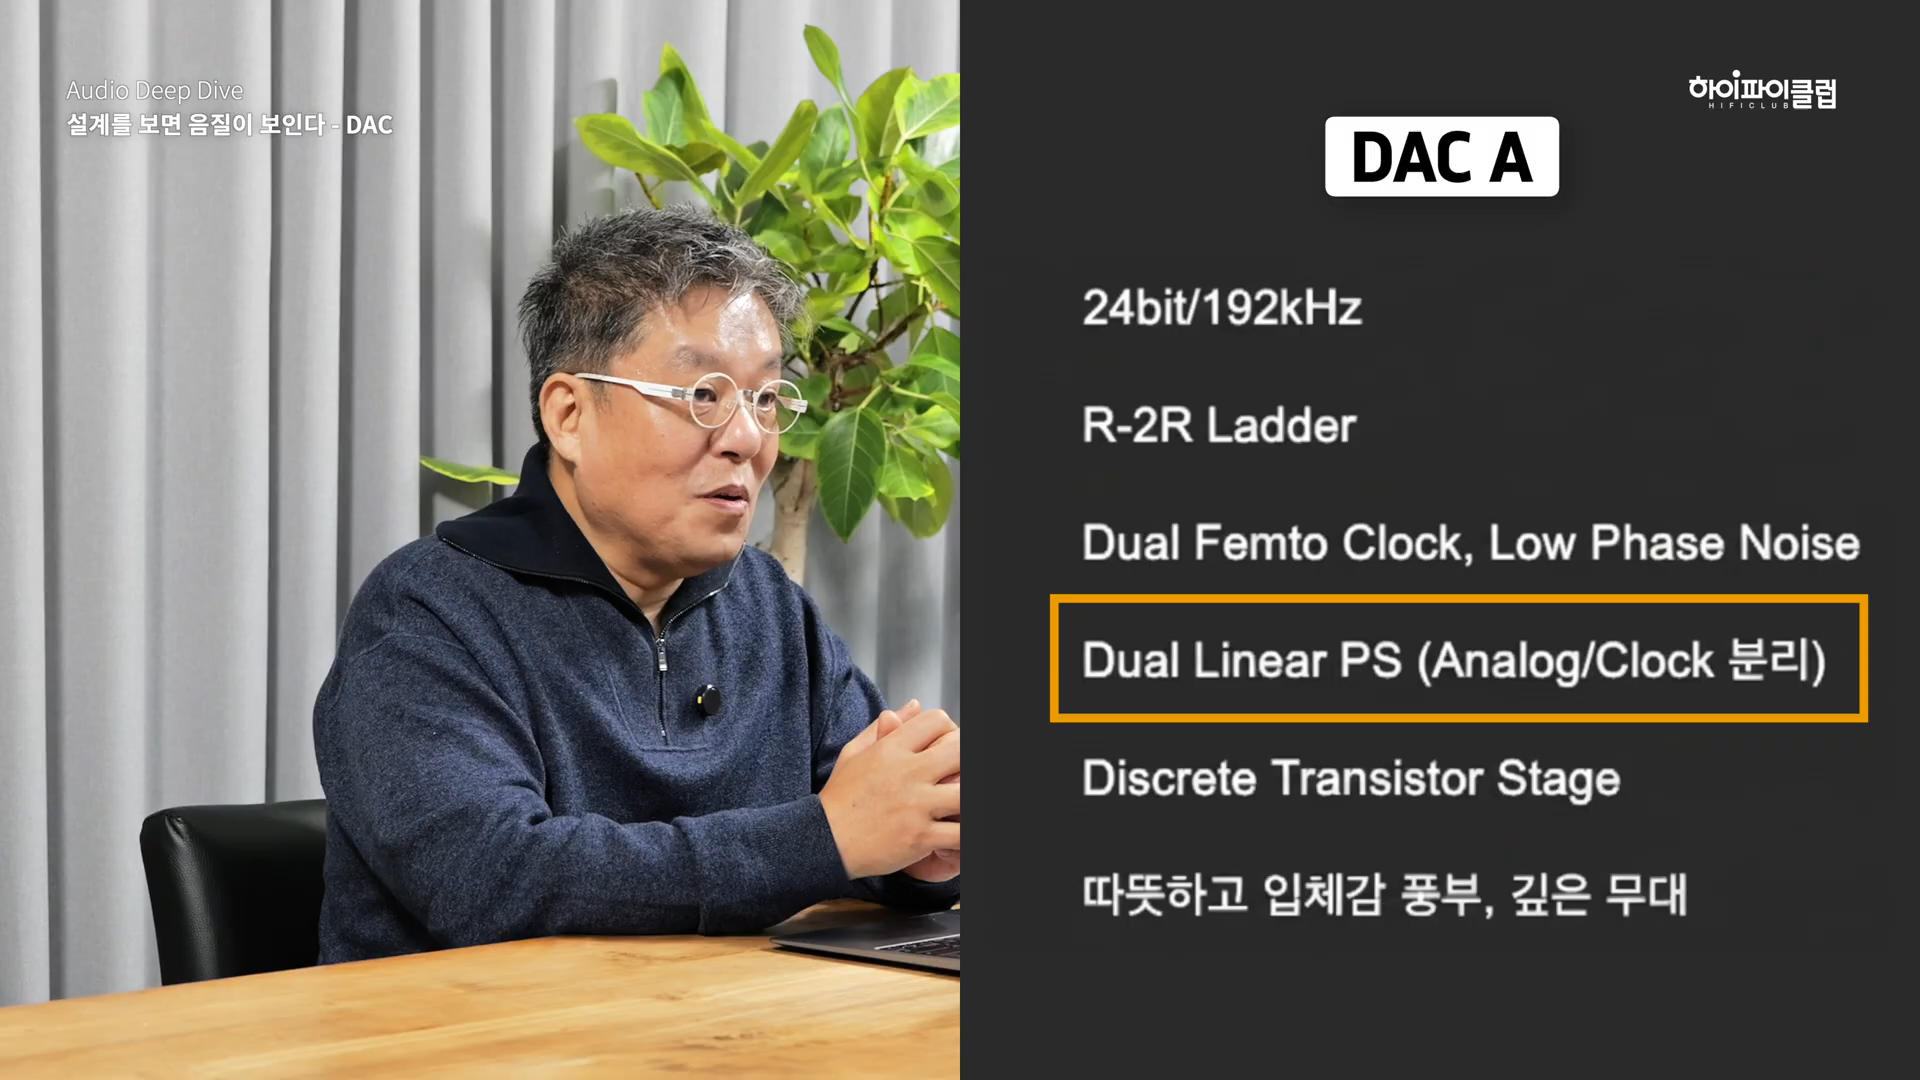 Audio Deep Dive
설계를 보면 음질이 보인다 - DAC
하이파이클럽
HIFICLUB
DAC A
24bit/192kHz
R-2R Ladder
Dual Femto Clock, Low Phase Noise
Dual Linear PS (Analog/Clock 분리)
Discrete Transistor Stage
따뜻하고 입체감 풍부, 깊은 무대